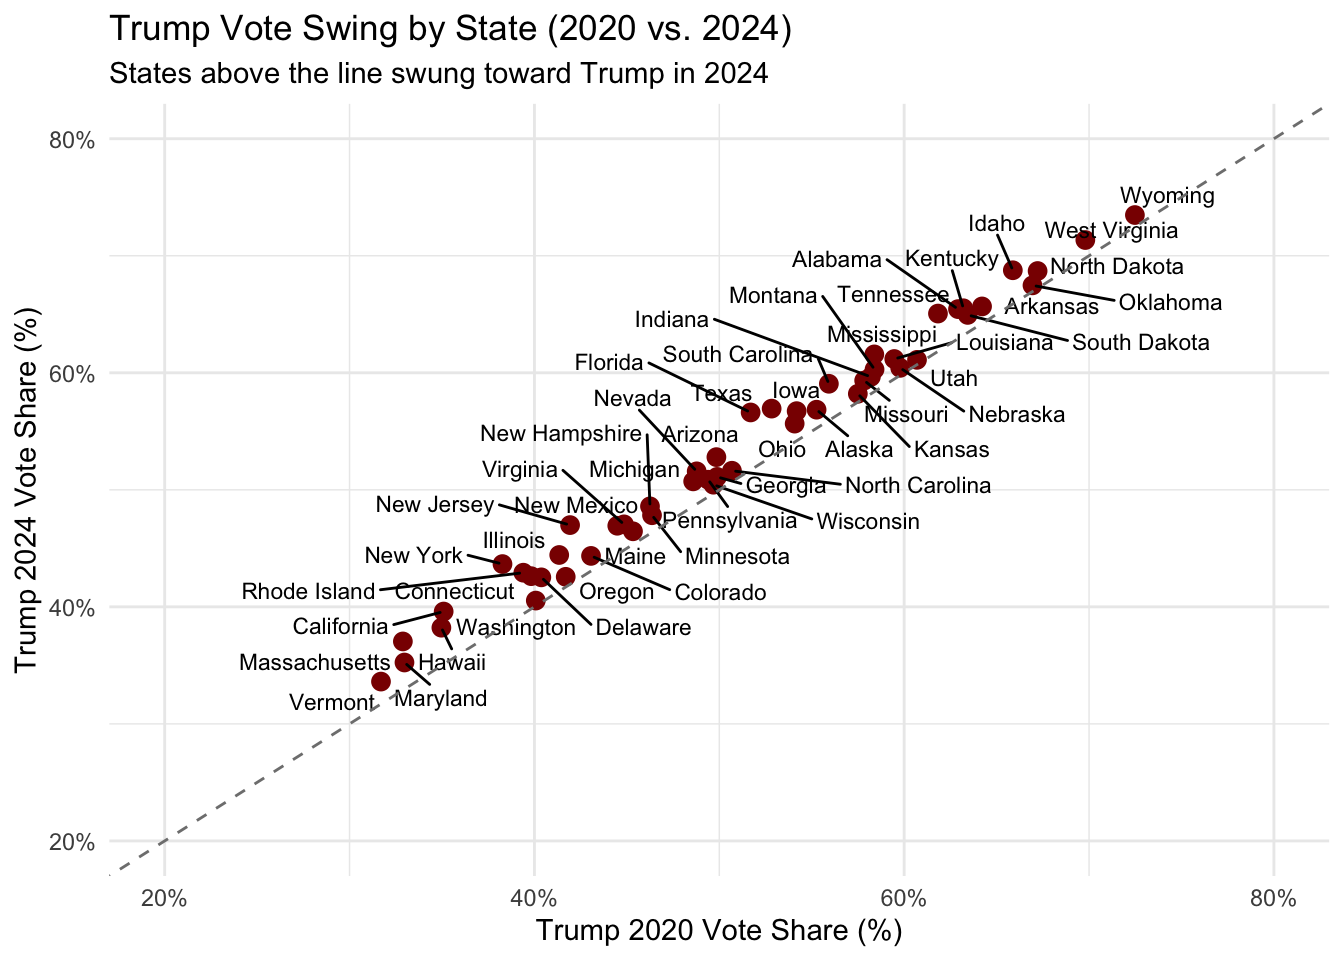 Trump Vote Swing by State (2020 vs. 2024)
States above the line swung toward Trump in 2024
Trump 2024 Vote Share (%)
80%
60%
40%
20%
Wyoming
Idaho
West Virginia
Alabama
Kentucky
North Dakota
Montana
Tennessee
Arkansas
Oklahoma
Indiana
Mississippi
Louisiana
South Dakota
Florida
South Carolina
Utah
Nevada
Texas
Iowa
Missouri
Nebraska
New Hampshire
Arizona
Ohio
Alaska
Kansas
Virginia
Michigan
Georgia
North Carolina
New Jersey
New Mexico
Pennsylvania
Wisconsin
Illinois
New York
Maine
Minnesota
Rhode Island
Connecticut
Oregon
Colorado
California
Washington
Delaware
Massachusetts
Hawaii
Vermont
Maryland
20%
40%
60%
80%
Trump 2020 Vote Share (%)